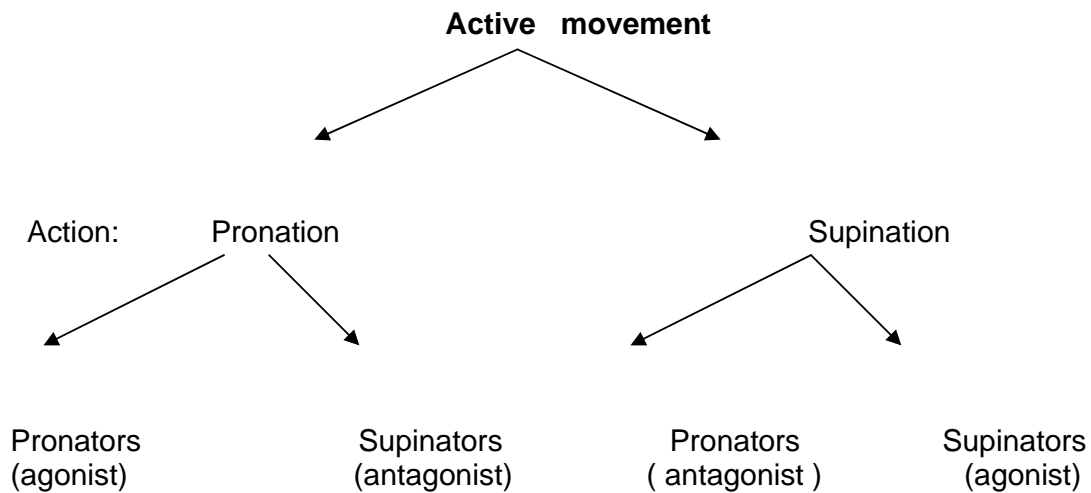 Active movement
Action: Pronation Supination
Pronators Supinators Pronators Supinators
(agonist) (antagonist) ( antagonist ) (agonist)